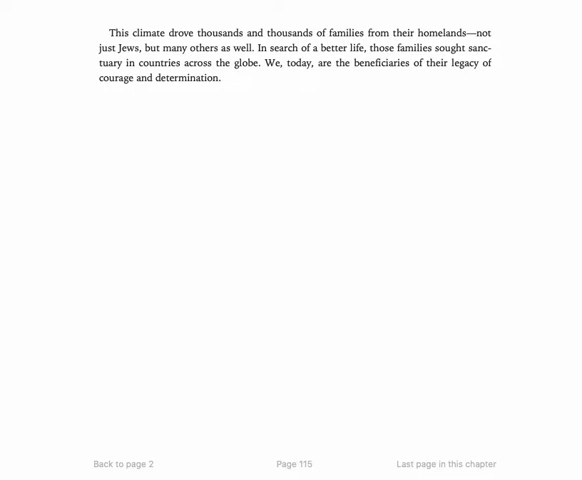 This climate drove thousands and thousands of families from their homelands—not
just Jews, but many others as well. In search of a better life, those families sought sanc-
tuary in countries across the globe. We, today, are the beneficiaries of their legacy of
courage and determination.
Back to page 2 Page 115 Last page in this chapter